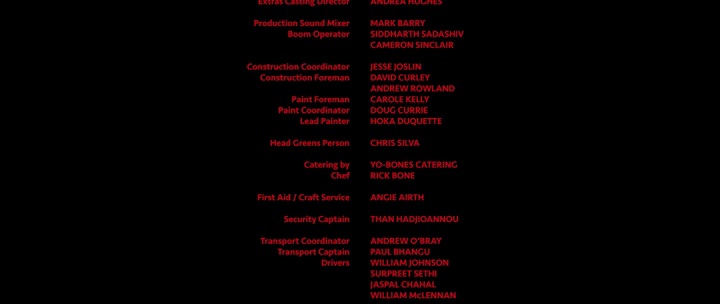 Extras Casting Director ANDREA HUGHES
Production Sound Mixer MARK BARRY
Boom Operator SIDDHARTH SADASHIV
CAMERON SINCLAIR
Construction Coordinator JESSE JOSLIN
Construction Foreman DAVID CURLEY
ANDREW ROWLAND
Paint Foreman CAROLE KELLY
Paint Coordinator DOUG CURRIE
Lead Painter HOKA DUQUETTE
Head Greens Person CHRIS SILVA
Catering by YO-BONES CATERING
Chef RICK BONE
First Aid / Craft Service ANGIE AIRTH
Security Captain THAN HADJIOANNOU
Transport Coordinator ANDREW O'BRAY
Transport Captain PAUL BHANGU
Drivers WILLIAM JOHNSON
SURPREET SETHI
JASPAL CHAHAL
WILLIAM McLENNAN